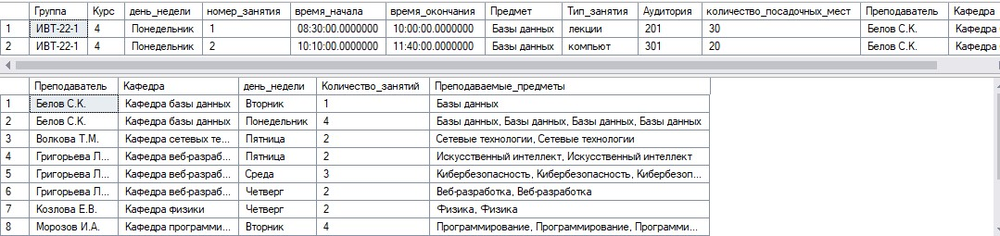 Группа Курс день_недели номер_занятия время_начала время_окончания Предмет Тип_занятия Аудитория количество_посадочных_мест Преподаватель Кафедра
1 ИВТ-22-1 4 Понедельник 1 08:30:00.0000000 10:00:00.0000000 Базы данных лекции 201 30 Белов С.К. Кафедра
2 ИВТ-22-1 4 Понедельник 2 10:10:00.0000000 11:40:00.0000000 Базы данных компьют 301 20 Белов С.К. Кафедра
Преподаватель Кафедра день_недели Количество_занятий Преподаваемые_предметы
1 Белов С.К. Кафедра базы данных Вторник 1 Базы данных
2 Белов С.К. Кафедра базы данных Понедельник 4 Базы данных, Базы данных, Базы данных, Базы данных
3 Волкова Т.М. Кафедра сетевых те... Пятница 2 Сетевые технологии, Сетевые технологии
4 Григорьева Л... Кафедра веб-разраб... Пятница 2 Искусственный интеллект, Искусственный интеллект
5 Григорьева Л... Кафедра веб-разраб... Среда 3 Кибербезопасность, Кибербезопасность, Кибербезоп...
6 Григорьева Л... Кафедра веб-разраб... Четверг 2 Веб-разработка, Веб-разработка
7 Козлова Е.В. Кафедра физики Четверг 2 Физика, Физика
8 Морозов И.А. Кафедра программи... Вторник 4 Программирование, Программирование, Программи...